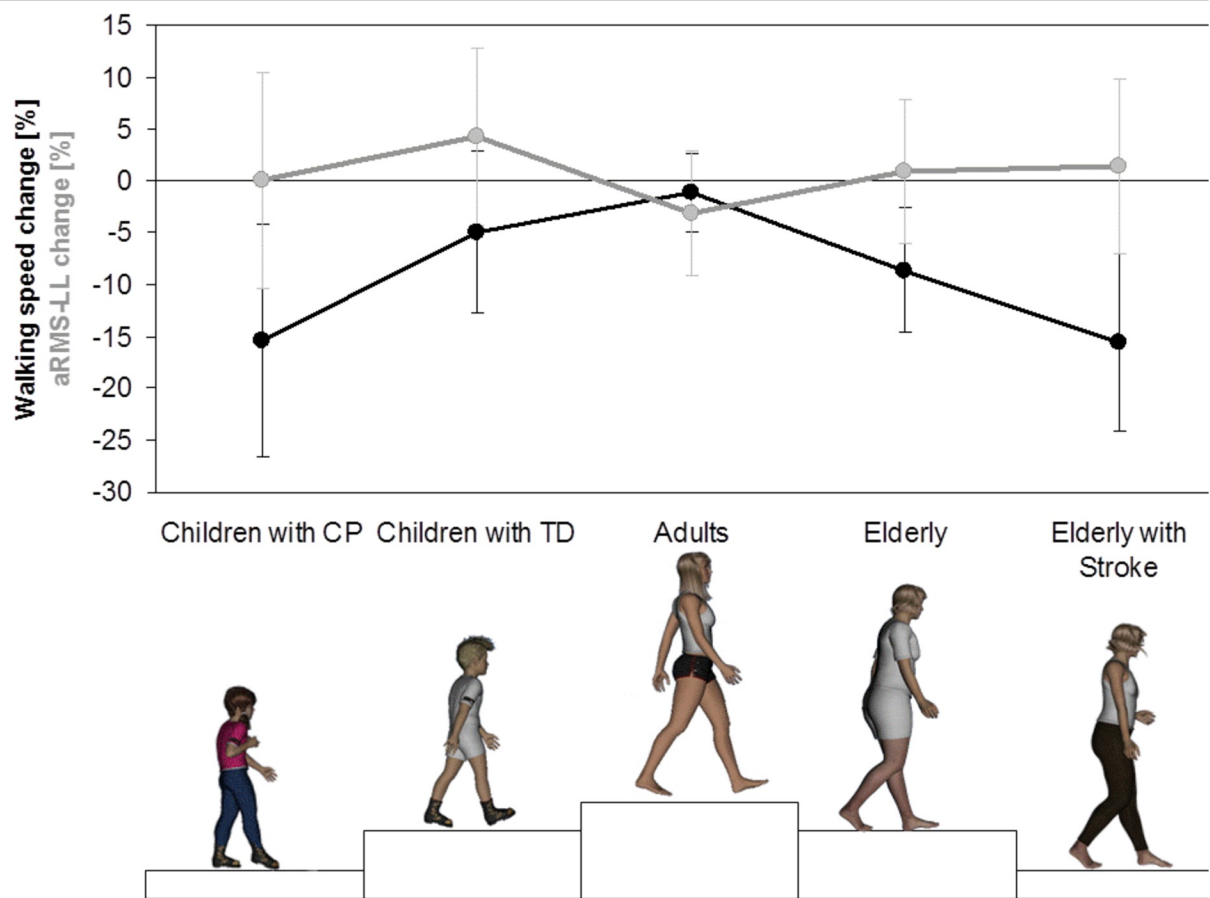 Walking speed change [%]
aRMS-LL change [%]
15
10
5
0
-5
-10
-15
-20
-25
-30
Children with CP
Children with TD
Adults
Elderly
Elderly with
Stroke